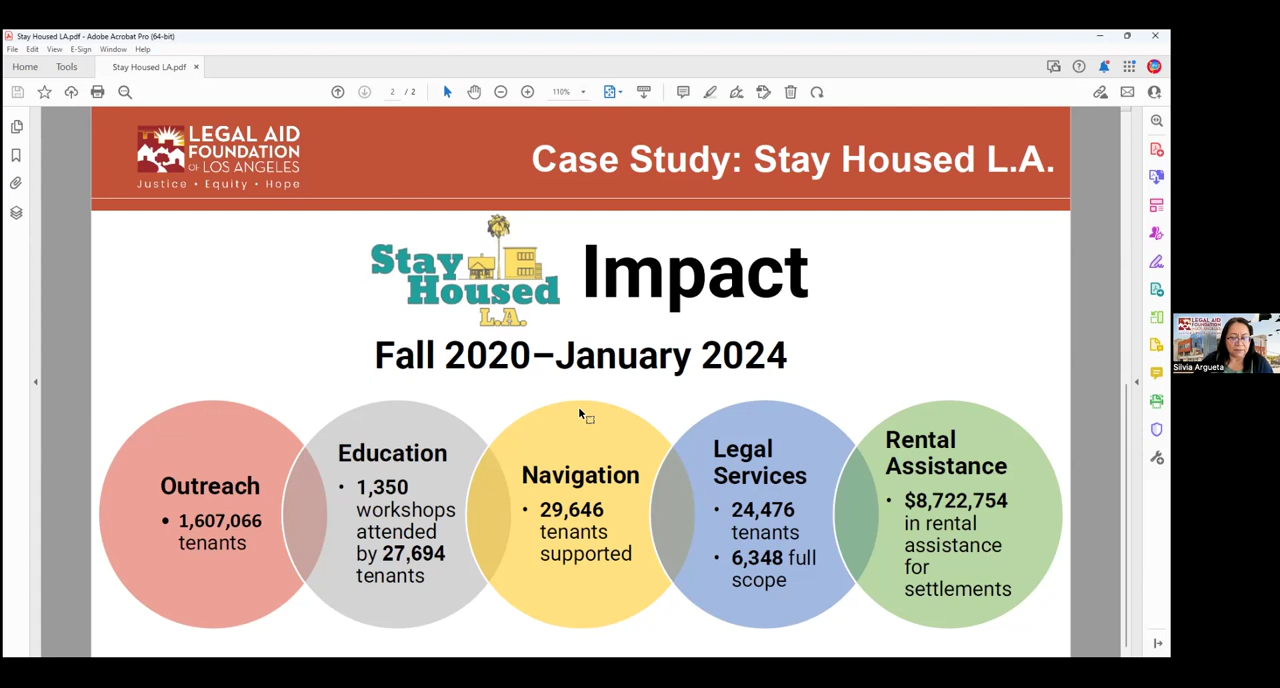 Stay Housed LA.pdf - Adobe Acrobat Pro (64-bit)
File Edit View E-Sign Window Help
Home Tools Stay Housed LA.pdf ×
2 / 2 110%
LEGAL AID
FOUNDATION
OF LOS ANGELES
Justice • Equity • Hope
Case Study: Stay Housed L.A.
Stay
Housed
L.A.
Impact
Fall 2020–January 2024
Outreach
• 1,607,066
tenants
Education
• 1,350
workshops
attended
by 27,694
tenants
Navigation
• 29,646
tenants
supported
Legal
Services
• 24,476
tenants
• 6,348 full
scope
Rental
Assistance
• $8,722,754
in rental
assistance
for
settlements
LEGAL AID
Silvia Argueta